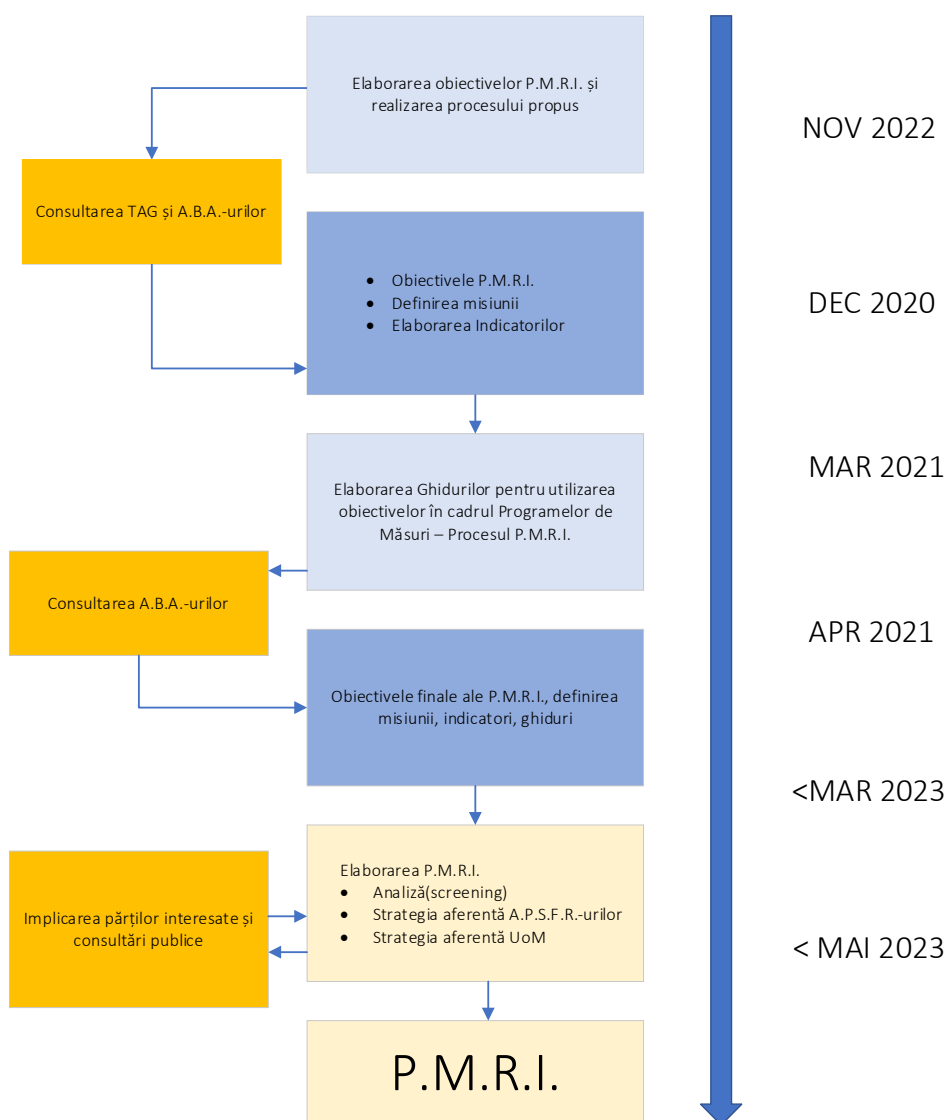 Elaborarea obiectivelor P.M.R.I. și
realizarea procesului propus
NOV 2022
Consultarea TAG și A.B.A.-urilor
• Obiectivele P.M.R.I.
• Definirea misiunii
• Elaborarea Indicatorilor
DEC 2020
Elaborarea Ghidurilor pentru utilizarea
obiectivelor în cadrul Programelor de
Măsuri – Procesul P.M.R.I.
MAR 2021
Consultarea A.B.A.-urilor
APR 2021
Obiectivele finale ale P.M.R.I., definirea
misiunii, indicatori, ghiduri
<MAR 2023
Elaborarea P.M.R.I.
• Analiză(screening)
• Strategia aferentă A.P.S.F.R.-urilor
• Strategia aferentă UoM
Implicarea părților interesate și
consultări publice
< MAI 2023
P.M.R.I.